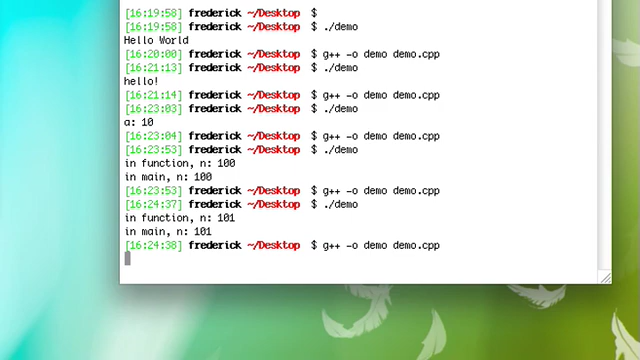 [16:19:58] frederick ~/Desktop $
[16:19:58] frederick ~/Desktop $ ./demo
Hello World
[16:20:00] frederick ~/Desktop $ g++ -o demo demo.cpp
[16:21:13] frederick ~/Desktop $ ./demo
hello!
[16:21:14] frederick ~/Desktop $ g++ -o demo demo.cpp
[16:23:03] frederick ~/Desktop $ ./demo
a: 10
[16:23:04] frederick ~/Desktop $ g++ -o demo demo.cpp
[16:23:53] frederick ~/Desktop $ ./demo
in function, n: 100
in main, n: 100
[16:23:53] frederick ~/Desktop $ g++ -o demo demo.cpp
[16:24:37] frederick ~/Desktop $ ./demo
in function, n: 101
in main, n: 101
[16:24:38] frederick ~/Desktop $ g++ -o demo demo.cpp